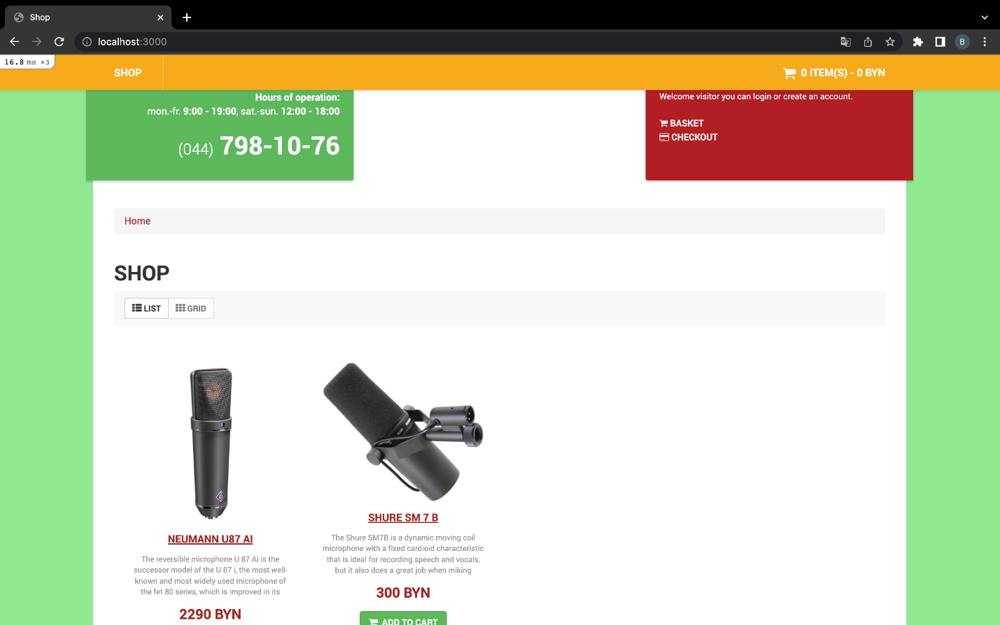 Shop
localhost:3000
B
16.8 ms ×3
SHOP
0 ITEM(S) - 0 BYN
Hours of operation:
mon.-fr. 9:00 - 19:00, sat.-sun. 12:00 - 18:00
(044) 798-10-76
Welcome visitor you can login or create an account.
BASKET
CHECKOUT
Home
SHOP
LIST
GRID
NEUMANN U87 AI
The reversible microphone U 87 Ai is the
successor model of the U 87 i, the most well-
known and most widely used microphone of
the fet 80 series, which is improved in its
2290 BYN
SHURE SM 7 B
The Shure SM7B is a dynamic moving coil
microphone with a fixed cardioid characteristic
that is ideal for recording speech and vocals,
but it also does a great job when miking
300 BYN
ADD TO CART